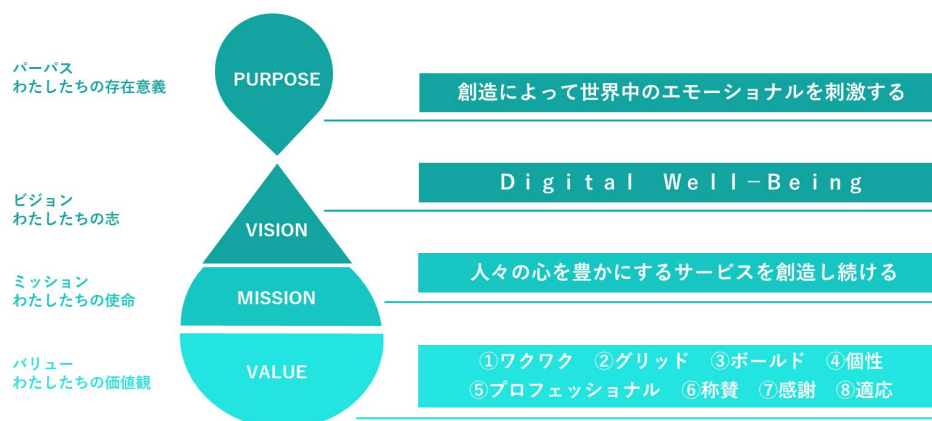 パーパス
わたしたちの存在意義
PURPOSE
創造によって世界中のエモーショナルを刺激する
ビジョン
わたしたちの志
VISION
Digital Well-Being
ミッション
わたしたちの使命
MISSION
人々の心を豊かにするサービスを創造し続ける
バリュー
わたしたちの価値観
VALUE
①ワクワク ②グリッド ③ボールド ④個性
⑤プロフェッショナル ⑥称賛 ⑦感謝 ⑧適応